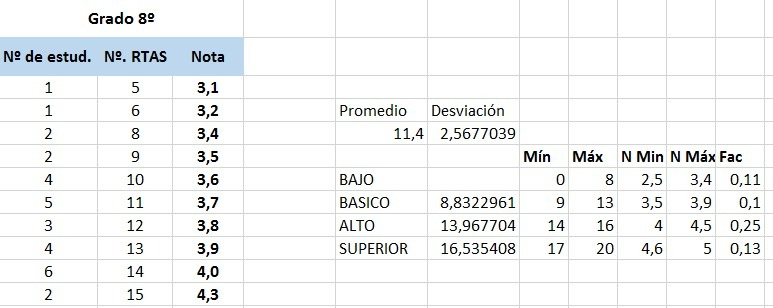 Grado 8º
Nº de estud. Nº. RTAS Nota
1 5 3,1
1 6 3,2 Promedio Desviación
2 8 3,4 11,4 2,5677039
2 9 3,5 Mín Máx N Min N Máx Fac
4 10 3,6 BAJO 0 8 2,5 3,4 0,11
5 11 3,7 BASICO 8,8322961 9 13 3,5 3,9 0,1
3 12 3,8 ALTO 13,967704 14 16 4 4,5 0,25
4 13 3,9 SUPERIOR 16,535408 17 20 4,6 5 0,13
6 14 4,0
2 15 4,3